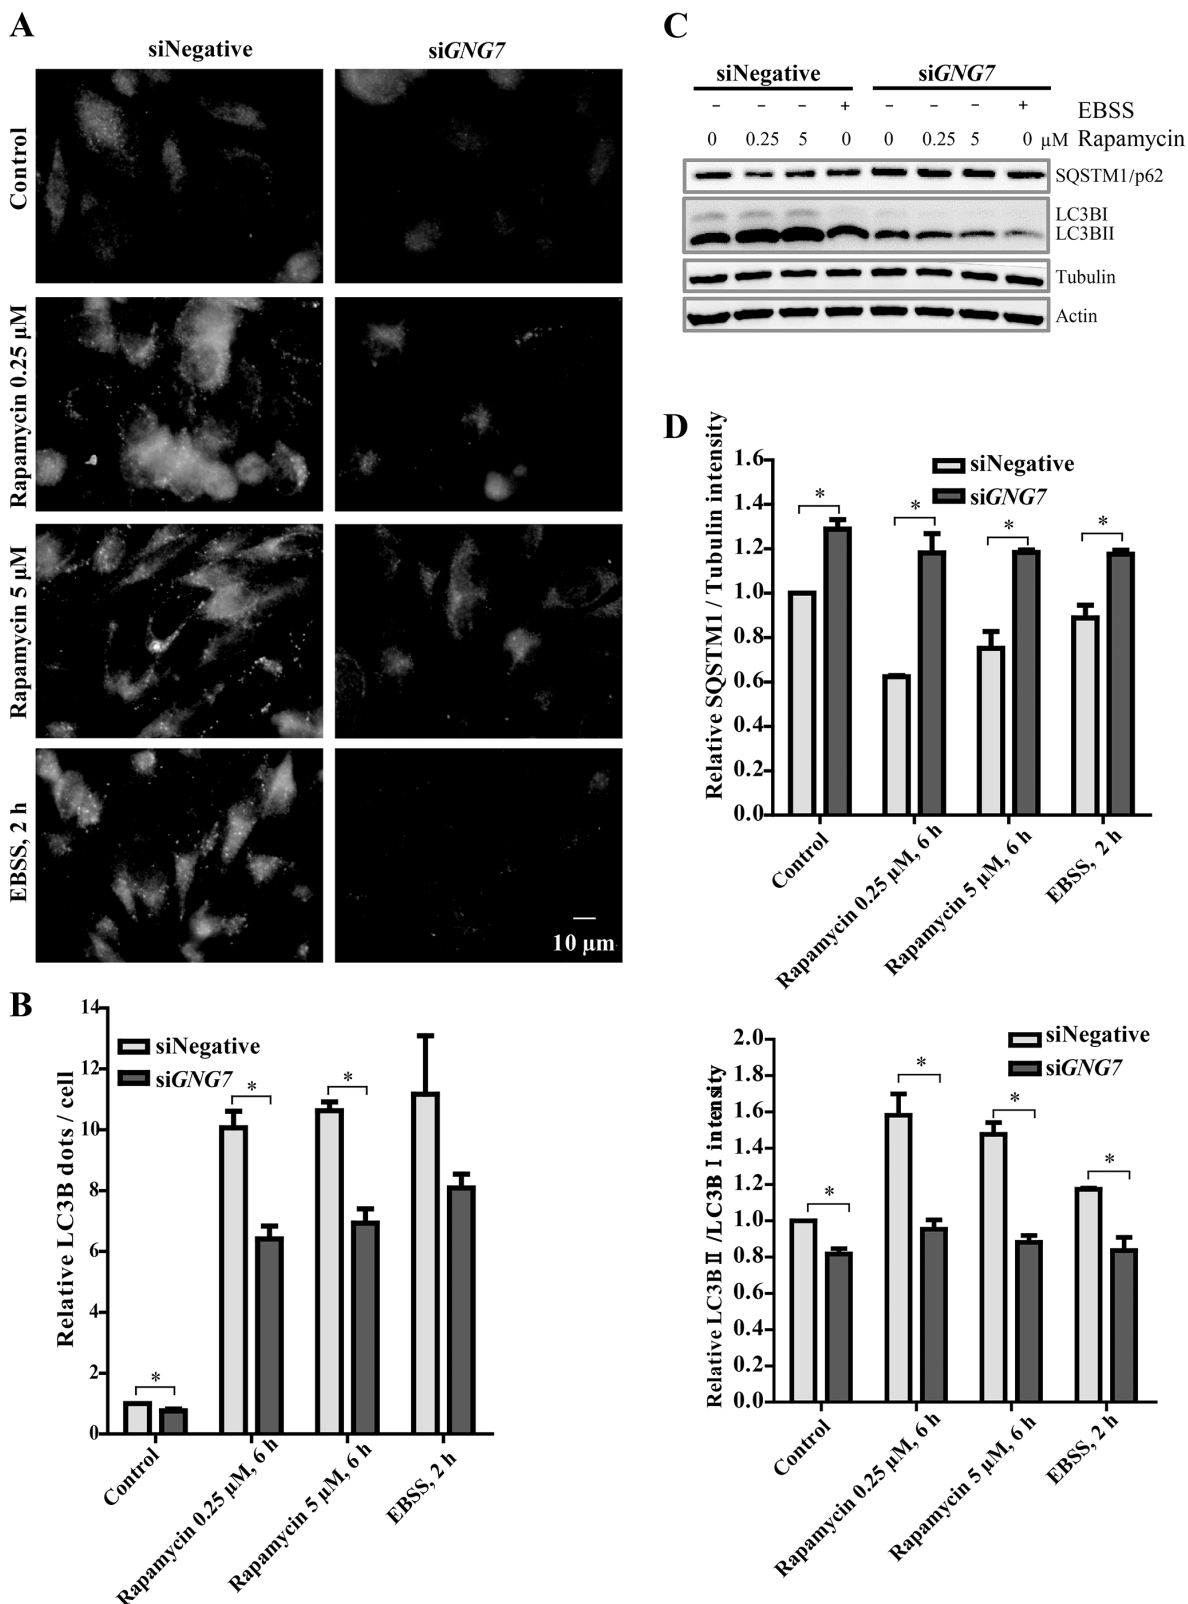 A
siNegative
siGNG7
Control
Rapamycin 0.25 µM
Rapamycin 5 µM
EBSS, 2 h
10 µm
B
14
12
10
8
6
4
2
0
Relative LC3B dots / cell
siNegative
siGNG7
*
*
*
Control
Rapamycin 0.25 µM, 6 h
Rapamycin 5 µM, 6 h
EBSS, 2 h
C
siNegative
siGNG7
− − − + − − − + EBSS
0 0.25 5 0 0 0.25 5 0 µM Rapamycin
SQSTM1/p62
LC3BI
LC3BII
Tubulin
Actin
D
Relative SQSTM1 / Tubulin intensity
1.6
1.4
1.2
1.0
0.8
0.6
0.4
0.2
0.0
siNegative
siGNG7
*
*
*
*
Control
Rapamycin 0.25 µM, 6 h
Rapamycin 5 µM, 6 h
EBSS, 2 h
Relative LC3B II /LC3B I intensity
2.0
1.8
1.6
1.4
1.2
1.0
0.8
0.6
0.4
0.2
0.0
siNegative
siGNG7
*
*
*
*
Control
Rapamycin 0.25 µM, 6 h
Rapamycin 5 µM, 6 h
EBSS, 2 h